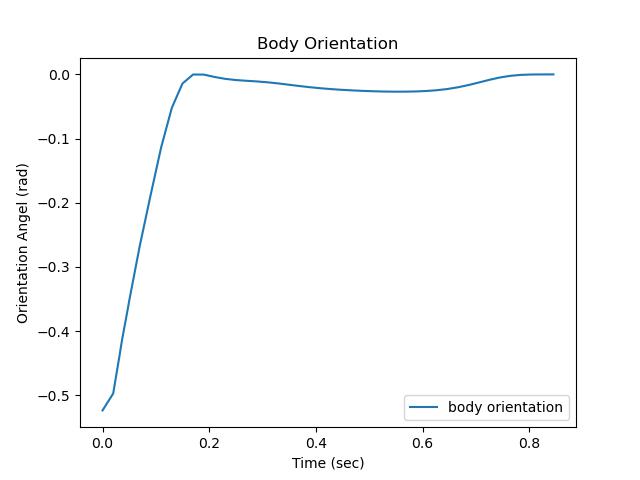 Body Orientation
0.0
−0.1
−0.2
−0.3
−0.4
−0.5
Orientation Angel (rad)
body orientation
0.0 0.2 0.4 0.6 0.8
Time (sec)